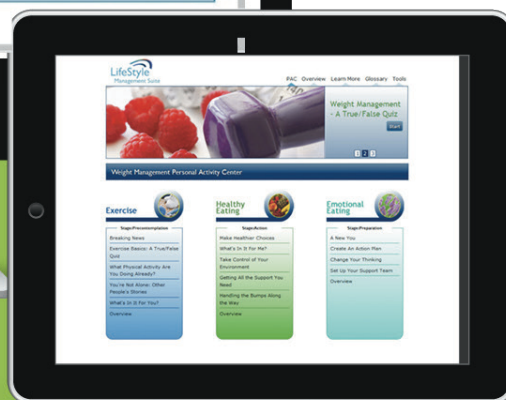 LifeStyle
Management Suite
PAC Overview Learn More Glossary Tools
Weight Management
- A True/False Quiz
Start
1 2 3
Weight Management Personal Activity Center
Exercise
Stage:Precontemplation
Breaking News
Exercise Basics: A True/False
Quiz
What Physical Activity Are
You Doing Already?
You're Not Alone: Other
People's Stories
What's In It For You?
Overview
Healthy
Eating
Stage:Action
Make Healthier Choices
What's In It For Me?
Take Control of Your
Environment
Getting All the Support You
Need
Handling the Bumps Along
the Way
Overview
Emotional
Eating
Stage:Preparation
A New You
Create An Action Plan
Change Your Thinking
Set Up Your Support Team
Overview